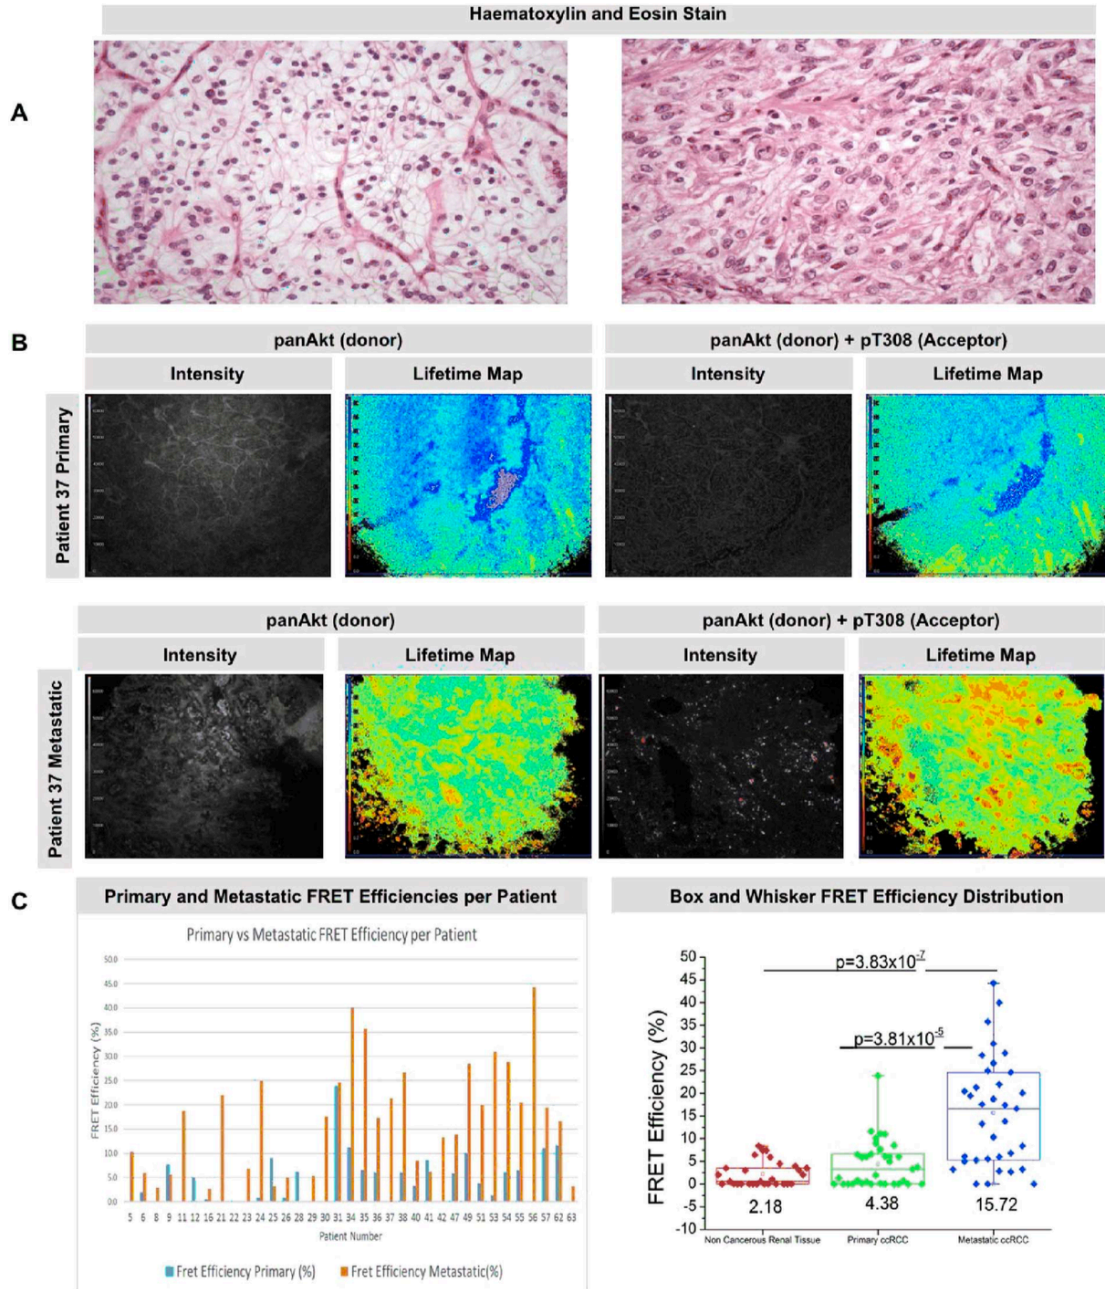 Haematoxylin and Eosin Stain
A
B
panAkt (donor)
panAkt (donor) + pT308 (Acceptor)
Intensity
Lifetime Map
Intensity
Lifetime Map
Patient 37 Primary
panAkt (donor)
panAkt (donor) + pT308 (Acceptor)
Intensity
Lifetime Map
Intensity
Lifetime Map
Patient 37 Metastatic
C
Primary and Metastatic FRET Efficiencies per Patient
Primary vs Metastatic FRET Efficiency per Patient
50.0
45.0
40.0
35.0
30.0
25.0
20.0
15.0
10.0
5.0
0.0
FRET Efficiency (%)
5 6 8 9 11 12 16 21 22 23 24 25 26 28 29 30 31 34 35 36 37 38 40 41 42 47 49 51 53 54 55 56 57 62 63
Patient Number
Fret Efficiency Primary (%) Fret Efficiency Metastatic(%)
Box and Whisker FRET Efficiency Distribution
50
45
40
35
30
25
20
15
10
5
0
-5
-10
FRET Efficiency (%)
p=3.83x10-7
p=3.81x10-5
2.18 4.38 15.72
Non Cancerous Renal Tissue Primary ccRCC Metastatic ccRCC